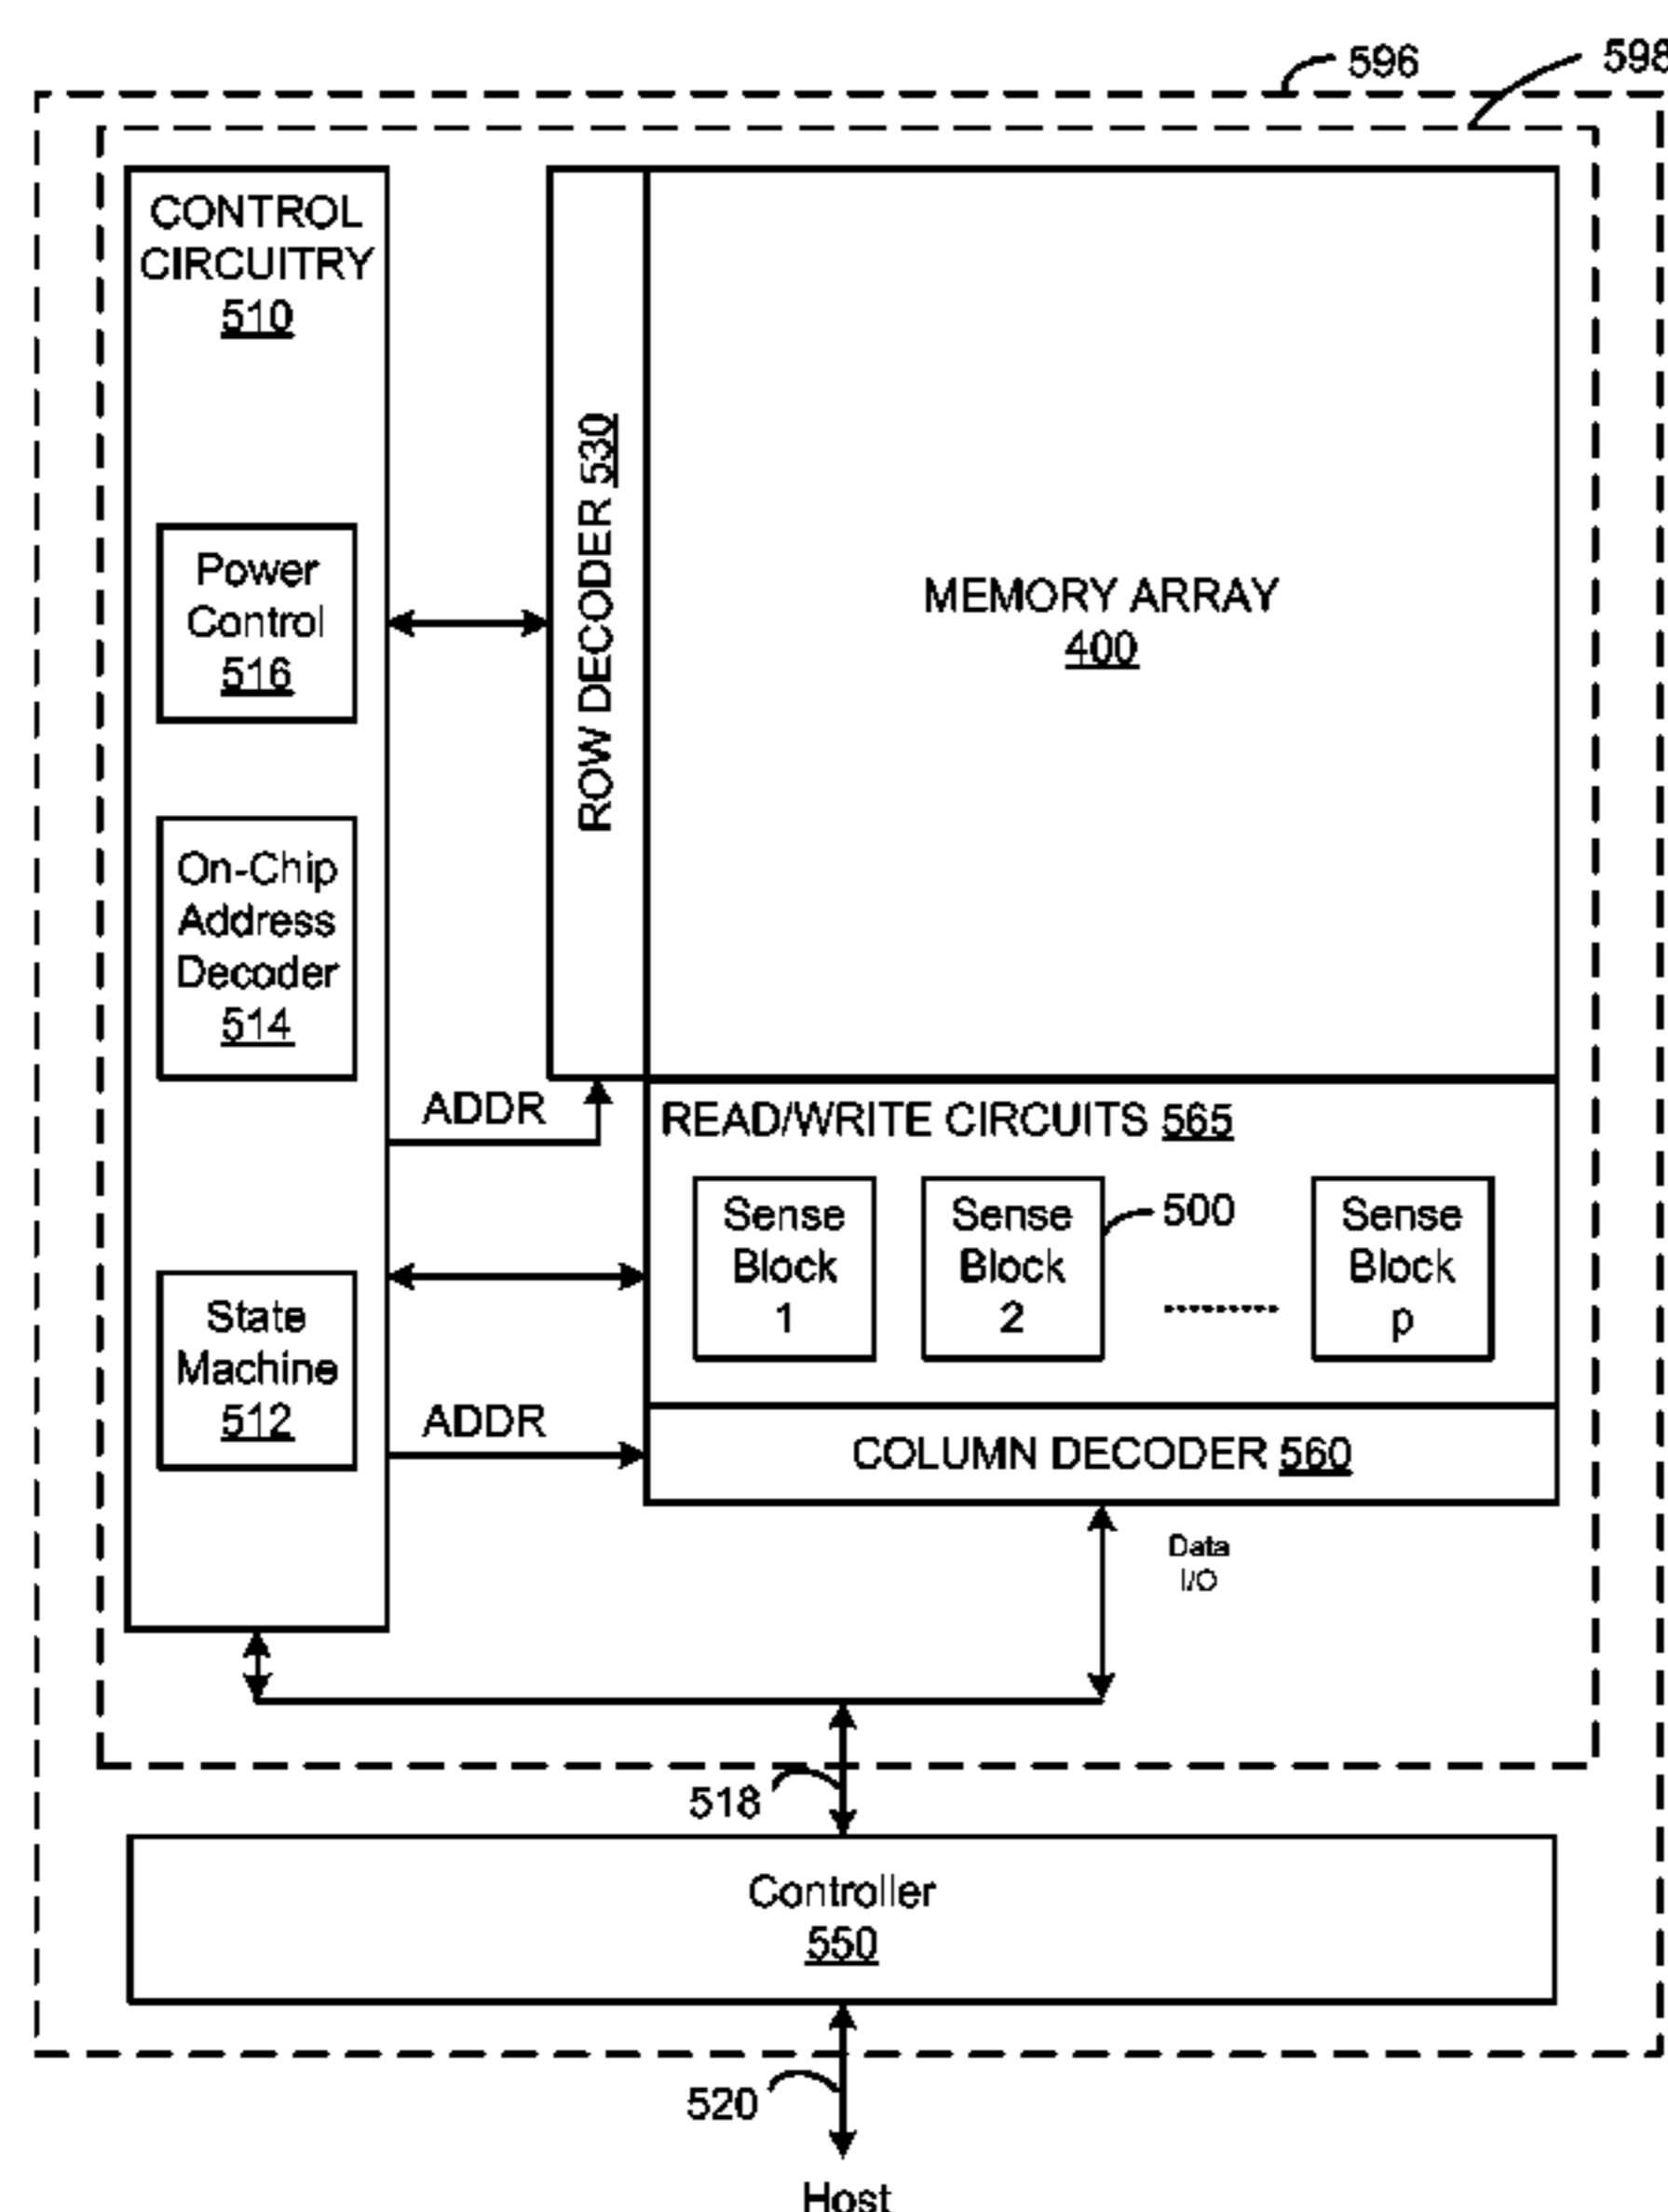 596
598
CONTROL
CIRCUITRY
510
Power
Control
516
On-Chip
Address
Decoder
514
State
Machine
512
ROW DECODER 530
MEMORY ARRAY
400
ADDR
READ/WRITE CIRCUITS 565
Sense
Block
1
Sense
Block
2
500
.........
Sense
Block
p
ADDR
COLUMN DECODER 560
Data
I/O
518
Controller
550
520
Host